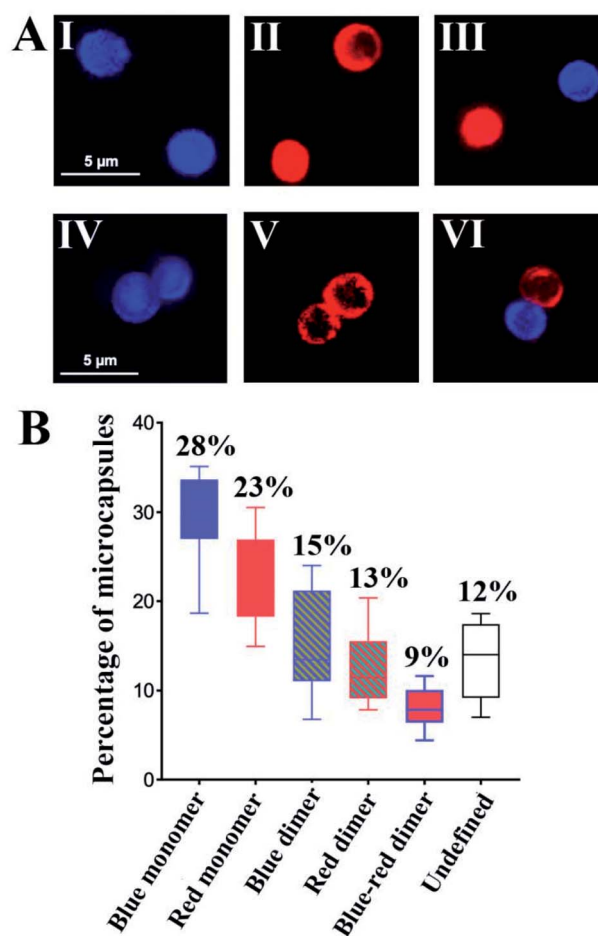 A
I
II
III
5 μm
IV
V
VI
5 μm
B
Percentage of microcapsules
40
30
20
10
0
28%
23%
15%
13%
9%
12%
Blue monomer
Red monomer
Blue dimer
Red dimer
Blue-red dimer
Undefined